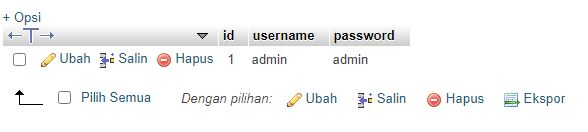 + Opsi
id username password
Ubah Salin Hapus 1 admin admin
Pilih Semua Dengan pilihan: Ubah Salin Hapus Ekspor